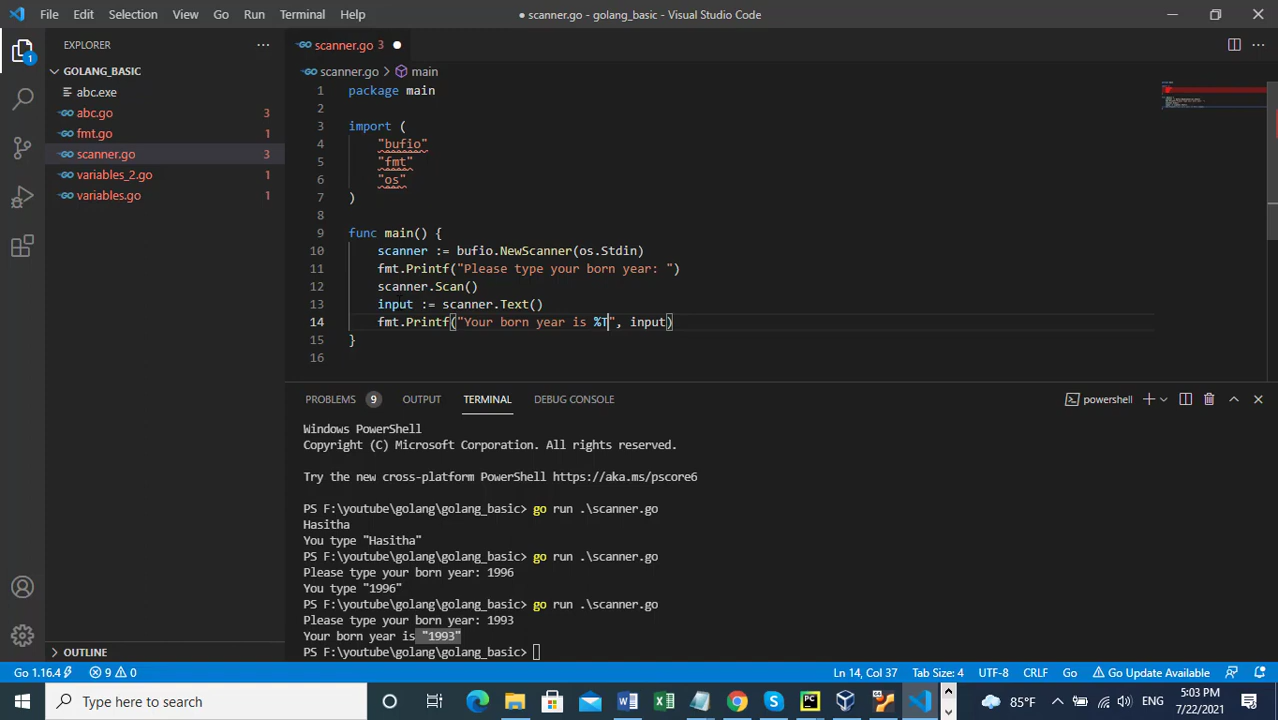 File Edit Selection View Go Run Terminal Help
● scanner.go - golang_basic - Visual Studio Code
EXPLORER
GOLANG_BASIC
abc.exe
abc.go 3
fmt.go 1
scanner.go 3
variables_2.go 1
variables.go 1
OUTLINE
1
scanner.go 3 ●
scanner.go > main
1 package main
2
3 import (
4 "bufio"
5 "fmt"
6 "os"
7 )
8
9 func main() {
10 scanner := bufio.NewScanner(os.Stdin)
11 fmt.Printf("Please type your born year: ")
12 scanner.Scan()
13 input := scanner.Text()
14 fmt.Printf("Your born year is %T", input)
15 }
16
PROBLEMS 9 OUTPUT TERMINAL DEBUG CONSOLE
powershell
Windows PowerShell
Copyright (C) Microsoft Corporation. All rights reserved.
Try the new cross-platform PowerShell https://aka.ms/pscore6
PS F:\youtube\golang\golang_basic> go run .\scanner.go
Hasitha
You type "Hasitha"
PS F:\youtube\golang\golang_basic> go run .\scanner.go
Please type your born year: 1996
You type "1996"
PS F:\youtube\golang\golang_basic> go run .\scanner.go
Please type your born year: 1993
Your born year is "1993"
PS F:\youtube\golang\golang_basic>
Go 1.16.4 9 0 Ln 14, Col 37 Tab Size: 4 UTF-8 CRLF Go Go Update Available
Type here to search
85°F ENG
5:03 PM
7/22/2021